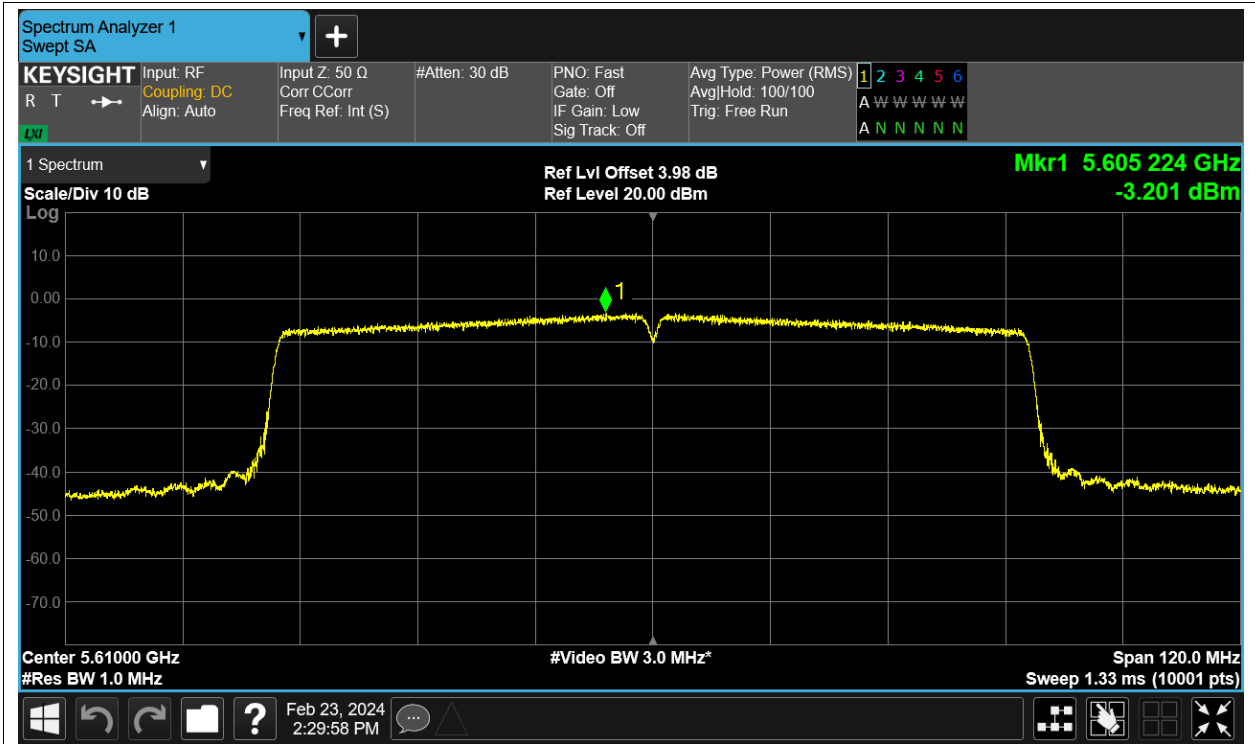 Spectrum Analyzer 1
Swept SA
KEYSIGHT
R T
LXI
Input: RF
Coupling: DC
Align: Auto
Input Z: 50 Ω
Corr CCorr
Freq Ref: Int (S)
#Atten: 30 dB
PNO: Fast
Gate: Off
IF Gain: Low
Sig Track: Off
Avg Type: Power (RMS)
Avg|Hold: 100/100
Trig: Free Run
1 2 3 4 5 6
A W W W W W
A N N N N N
1 Spectrum
Scale/Div 10 dB
Log
Ref Lvl Offset 3.98 dB
Ref Level 20.00 dBm
Mkr1 5.605 224 GHz
-3.201 dBm
10.0
0.00
1
-10.0
-20.0
-30.0
-40.0
-50.0
-60.0
-70.0
Center 5.61000 GHz
#Res BW 1.0 MHz
#Video BW 3.0 MHz*
Span 120.0 MHz
Sweep 1.33 ms (10001 pts)
?
Feb 23, 2024
2:29:58 PM